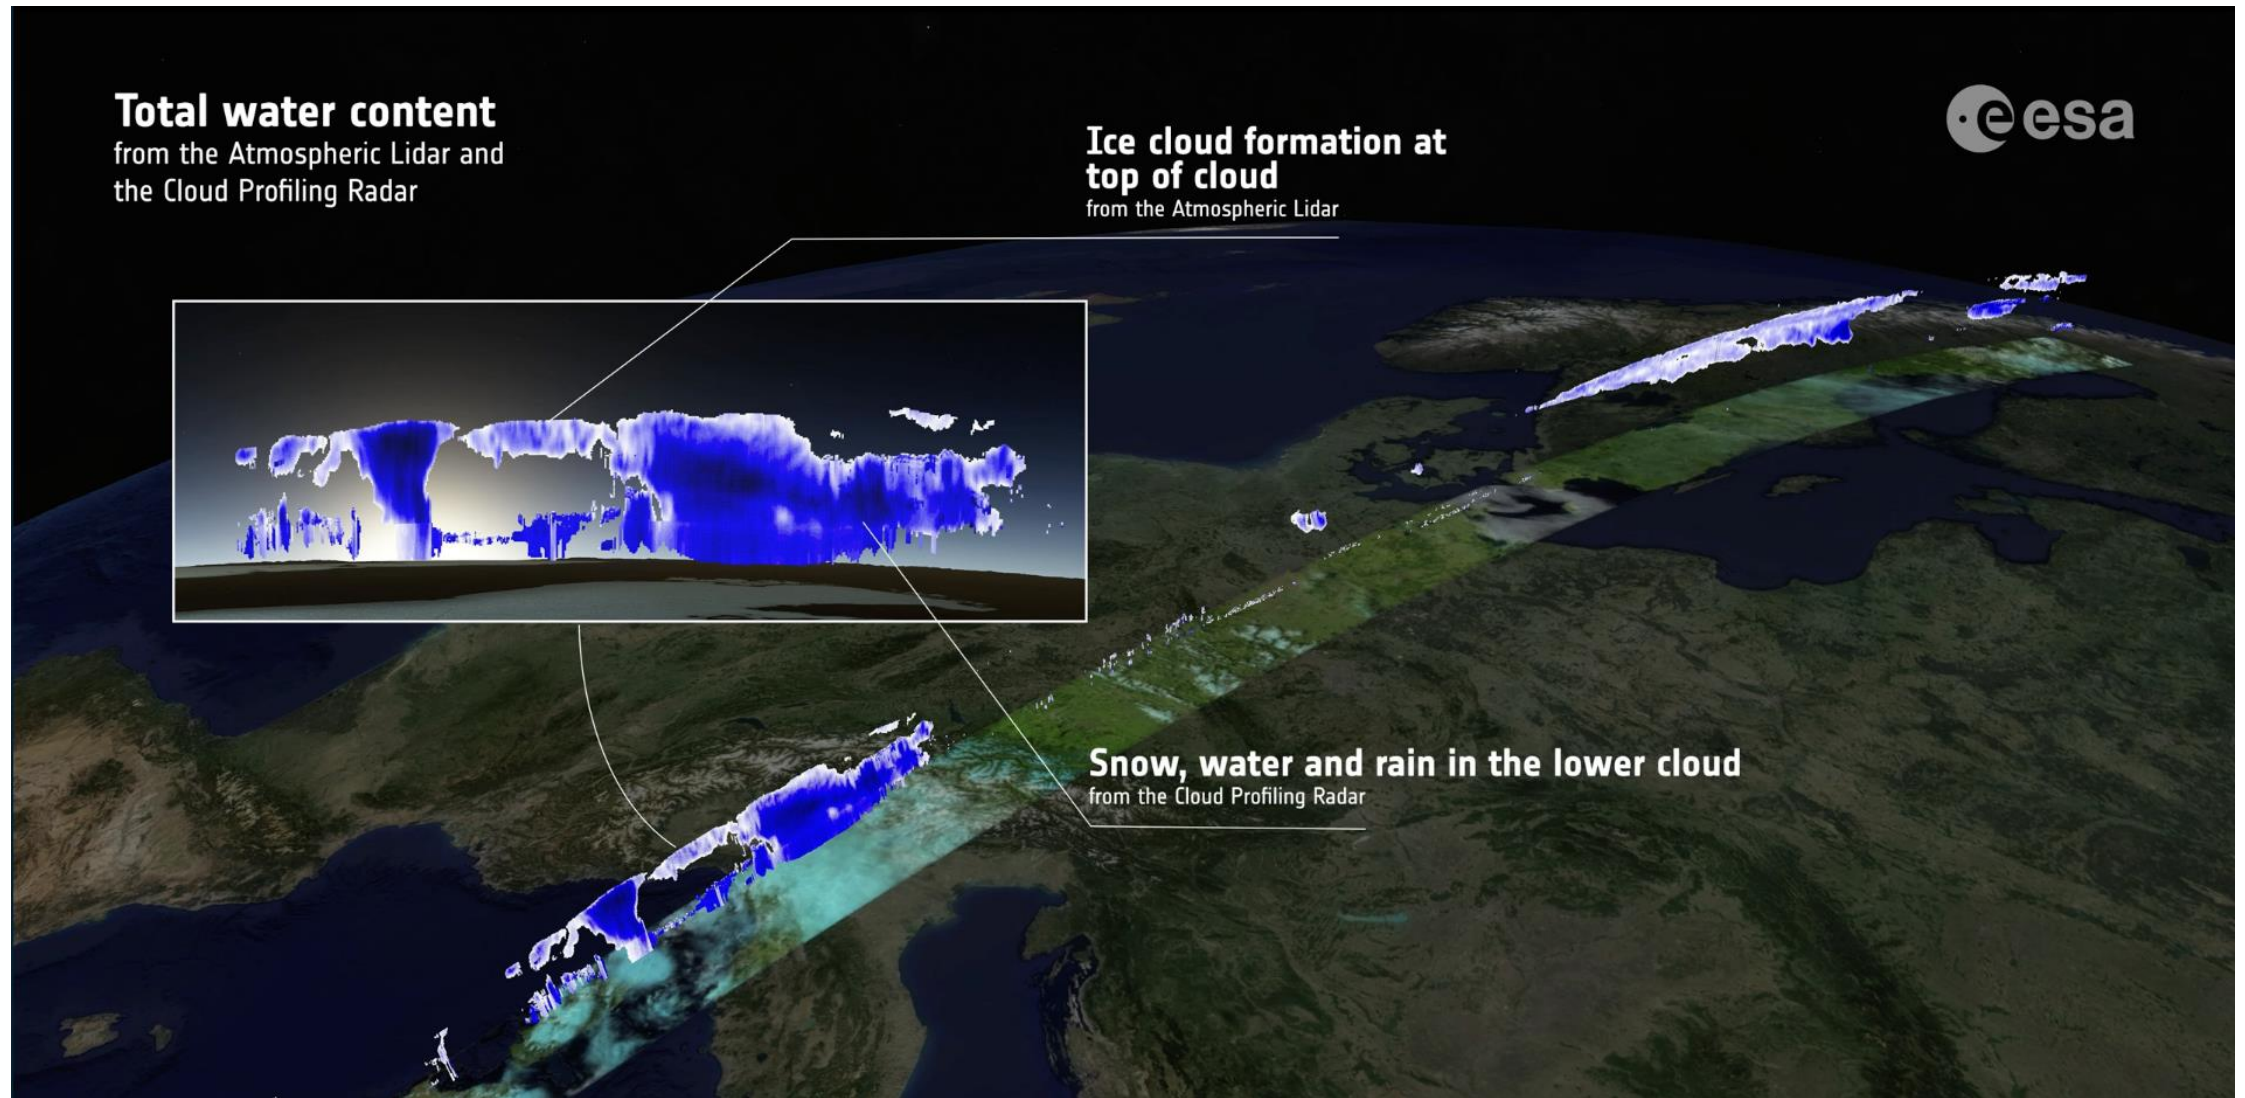 Total water content
from the Atmospheric Lidar and
the Cloud Profiling Radar
Ice cloud formation at
top of cloud
from the Atmospheric Lidar
esa
Snow, water and rain in the lower cloud
from the Cloud Profiling Radar